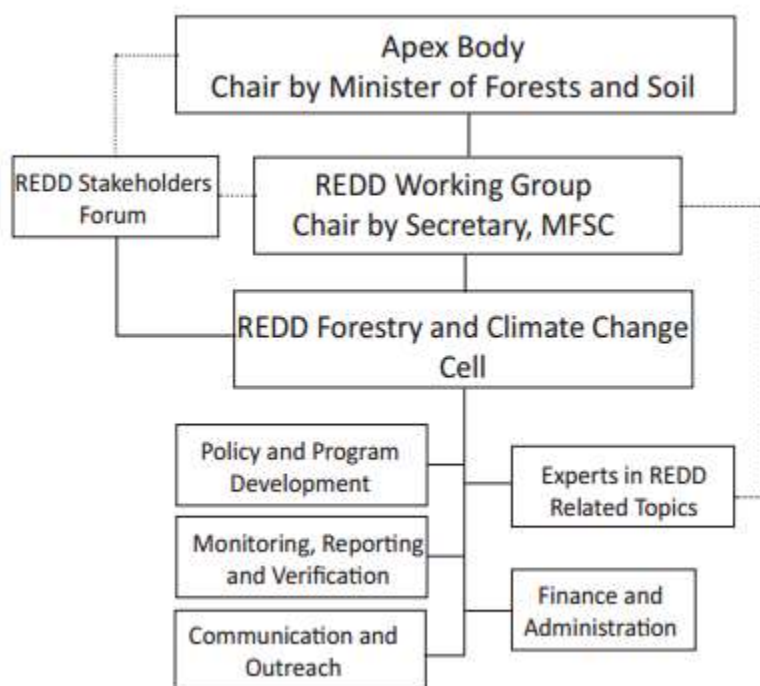 Apex Body
Chair by Minister of Forests and Soil
REDD Stakeholders
Forum
REDD Working Group
Chair by Secretary, MFSC
REDD Forestry and Climate Change
Cell
Policy and Program
Development
Experts in REDD
Related Topics
Monitoring, Reporting
and Verification
Finance and
Administration
Communication and
Outreach